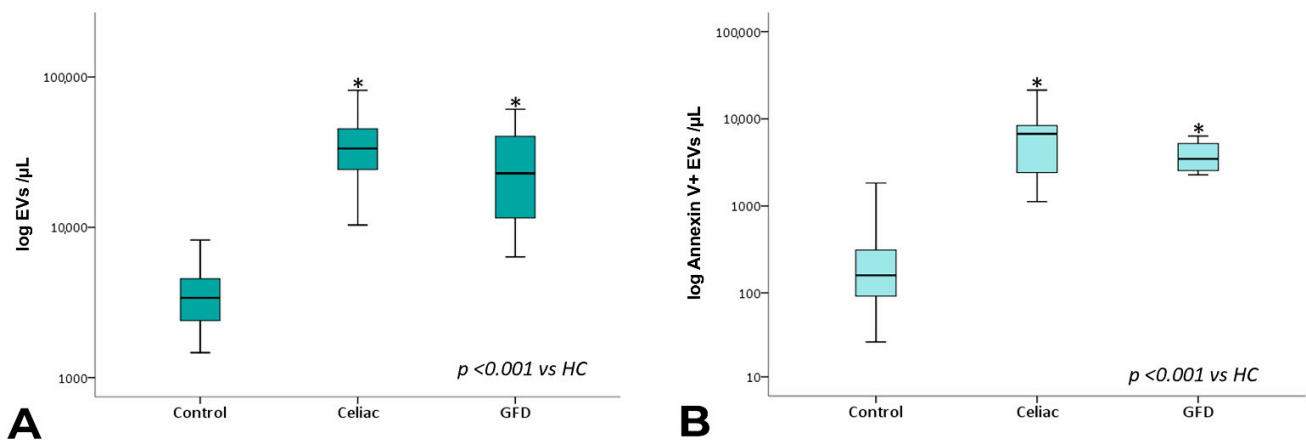 log EVs /µL
100,000
10,000
1000
*
*
p <0.001 vs HC
Control Celiac GFD
A
log Annexin V+ EVs /µL
100,000
10,000
1000
100
10
*
*
p <0.001 vs HC
Control Celiac GFD
B